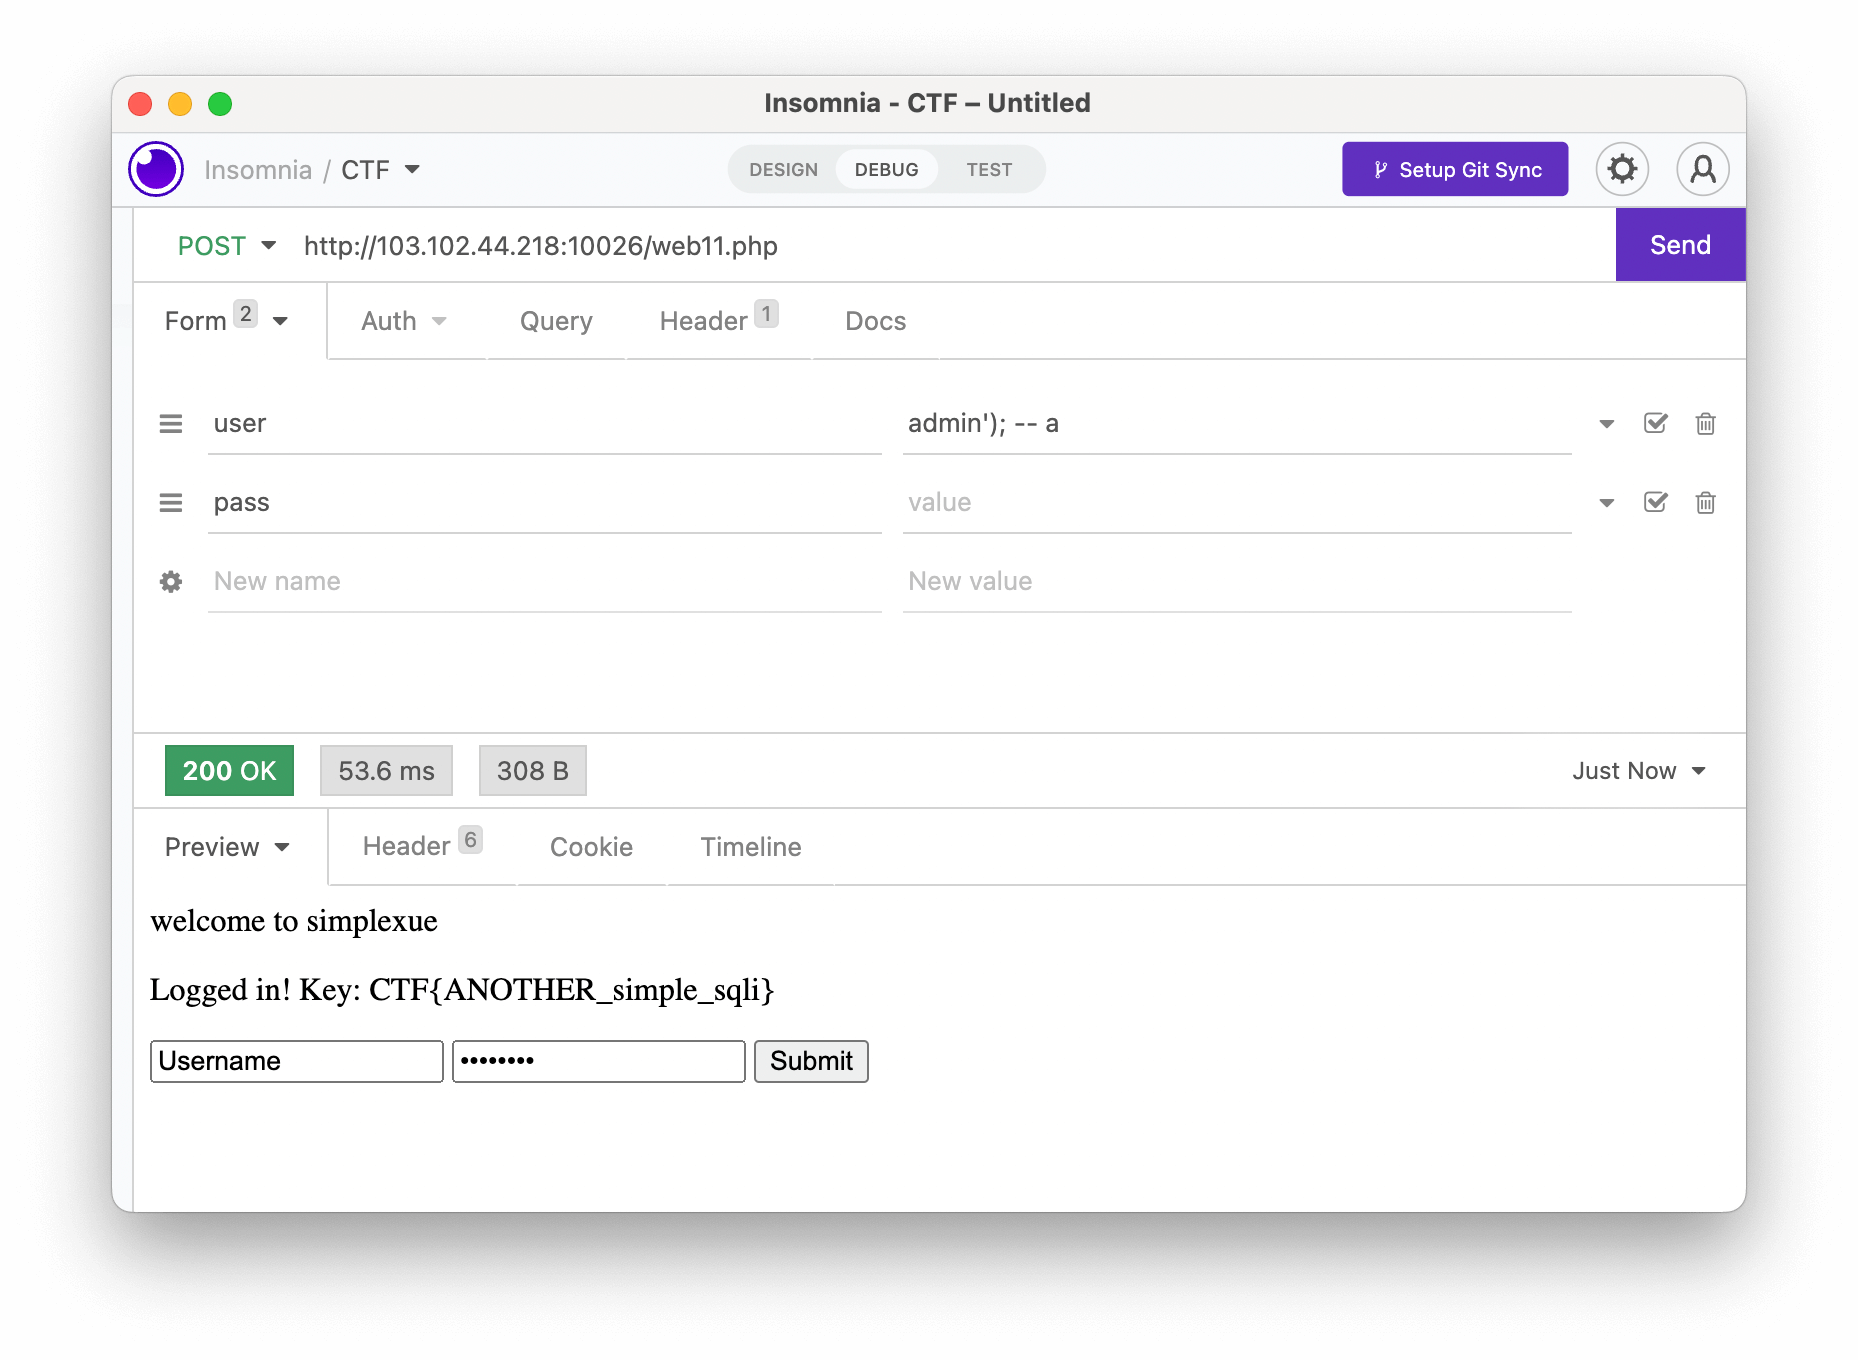 Insomnia - CTF – Untitled
Insomnia / CTF
DESIGN DEBUG TEST
Setup Git Sync
POST http://103.102.44.218:10026/web11.php Send
Form 2 Auth Query Header 1 Docs
user admin'); -- a
pass value
New name New value
200 OK 53.6 ms 308 B Just Now
Preview Header 6 Cookie Timeline
welcome to simplexue
Logged in! Key: CTF{ANOTHER_simple_sqli}
Username •••••••• Submit